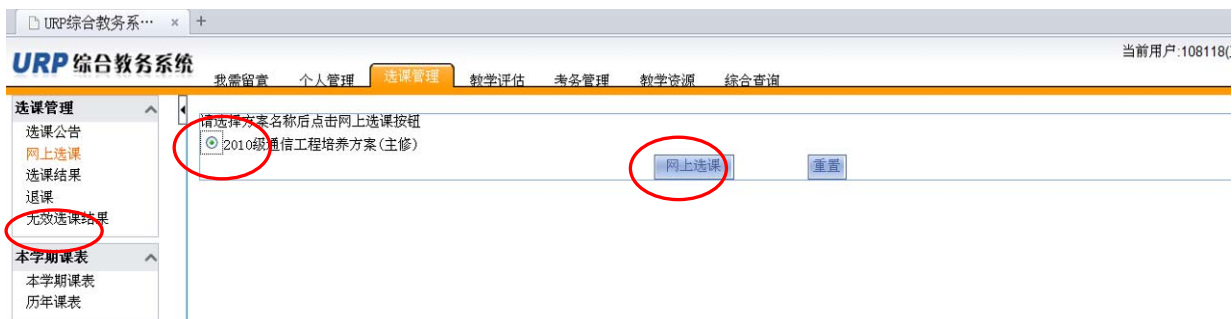 URP综合教务系… × +
URP 综合教务系统
当前用户:108118(
我需留言 个人管理 选课管理 教学评估 考务管理 教学资源 综合查询
选课管理
选课公告
网上选课
选课结果
退课
无效选课结果
本学期课表
本学期课表
历年课表
请选择方案名称后点击网上选课按钮
2010级通信工程培养方案(主修)
网上选课 重置